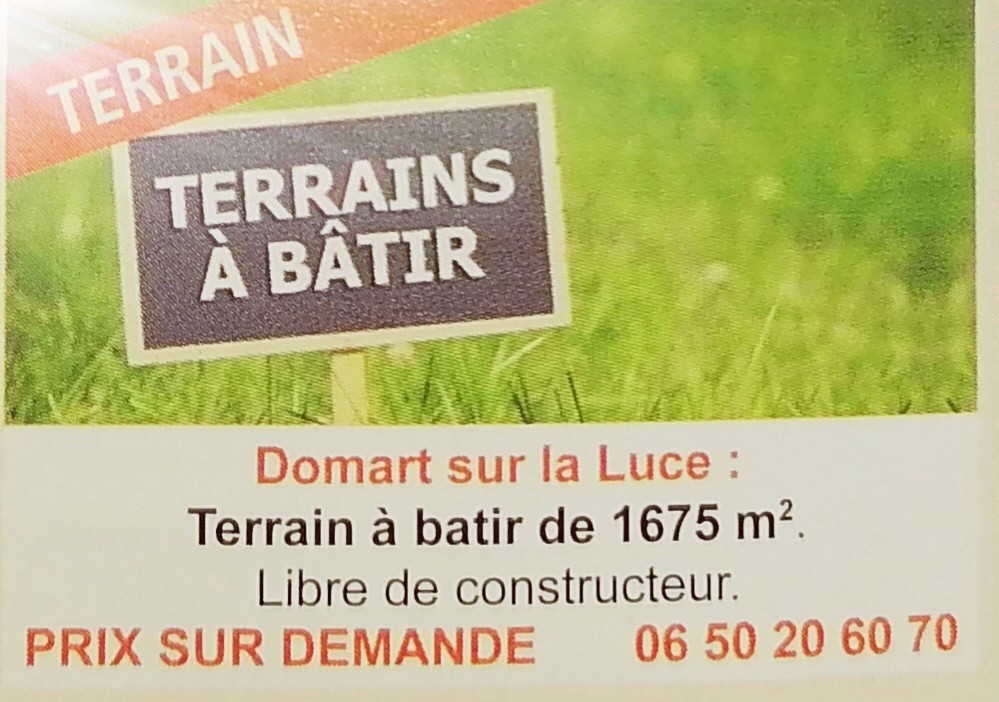 TERRAIN
TERRAINS
À BÂTIR
Domart sur la Luce :
Terrain à batir de 1675 m².
Libre de constructeur.
PRIX SUR DEMANDE 06 50 20 60 70